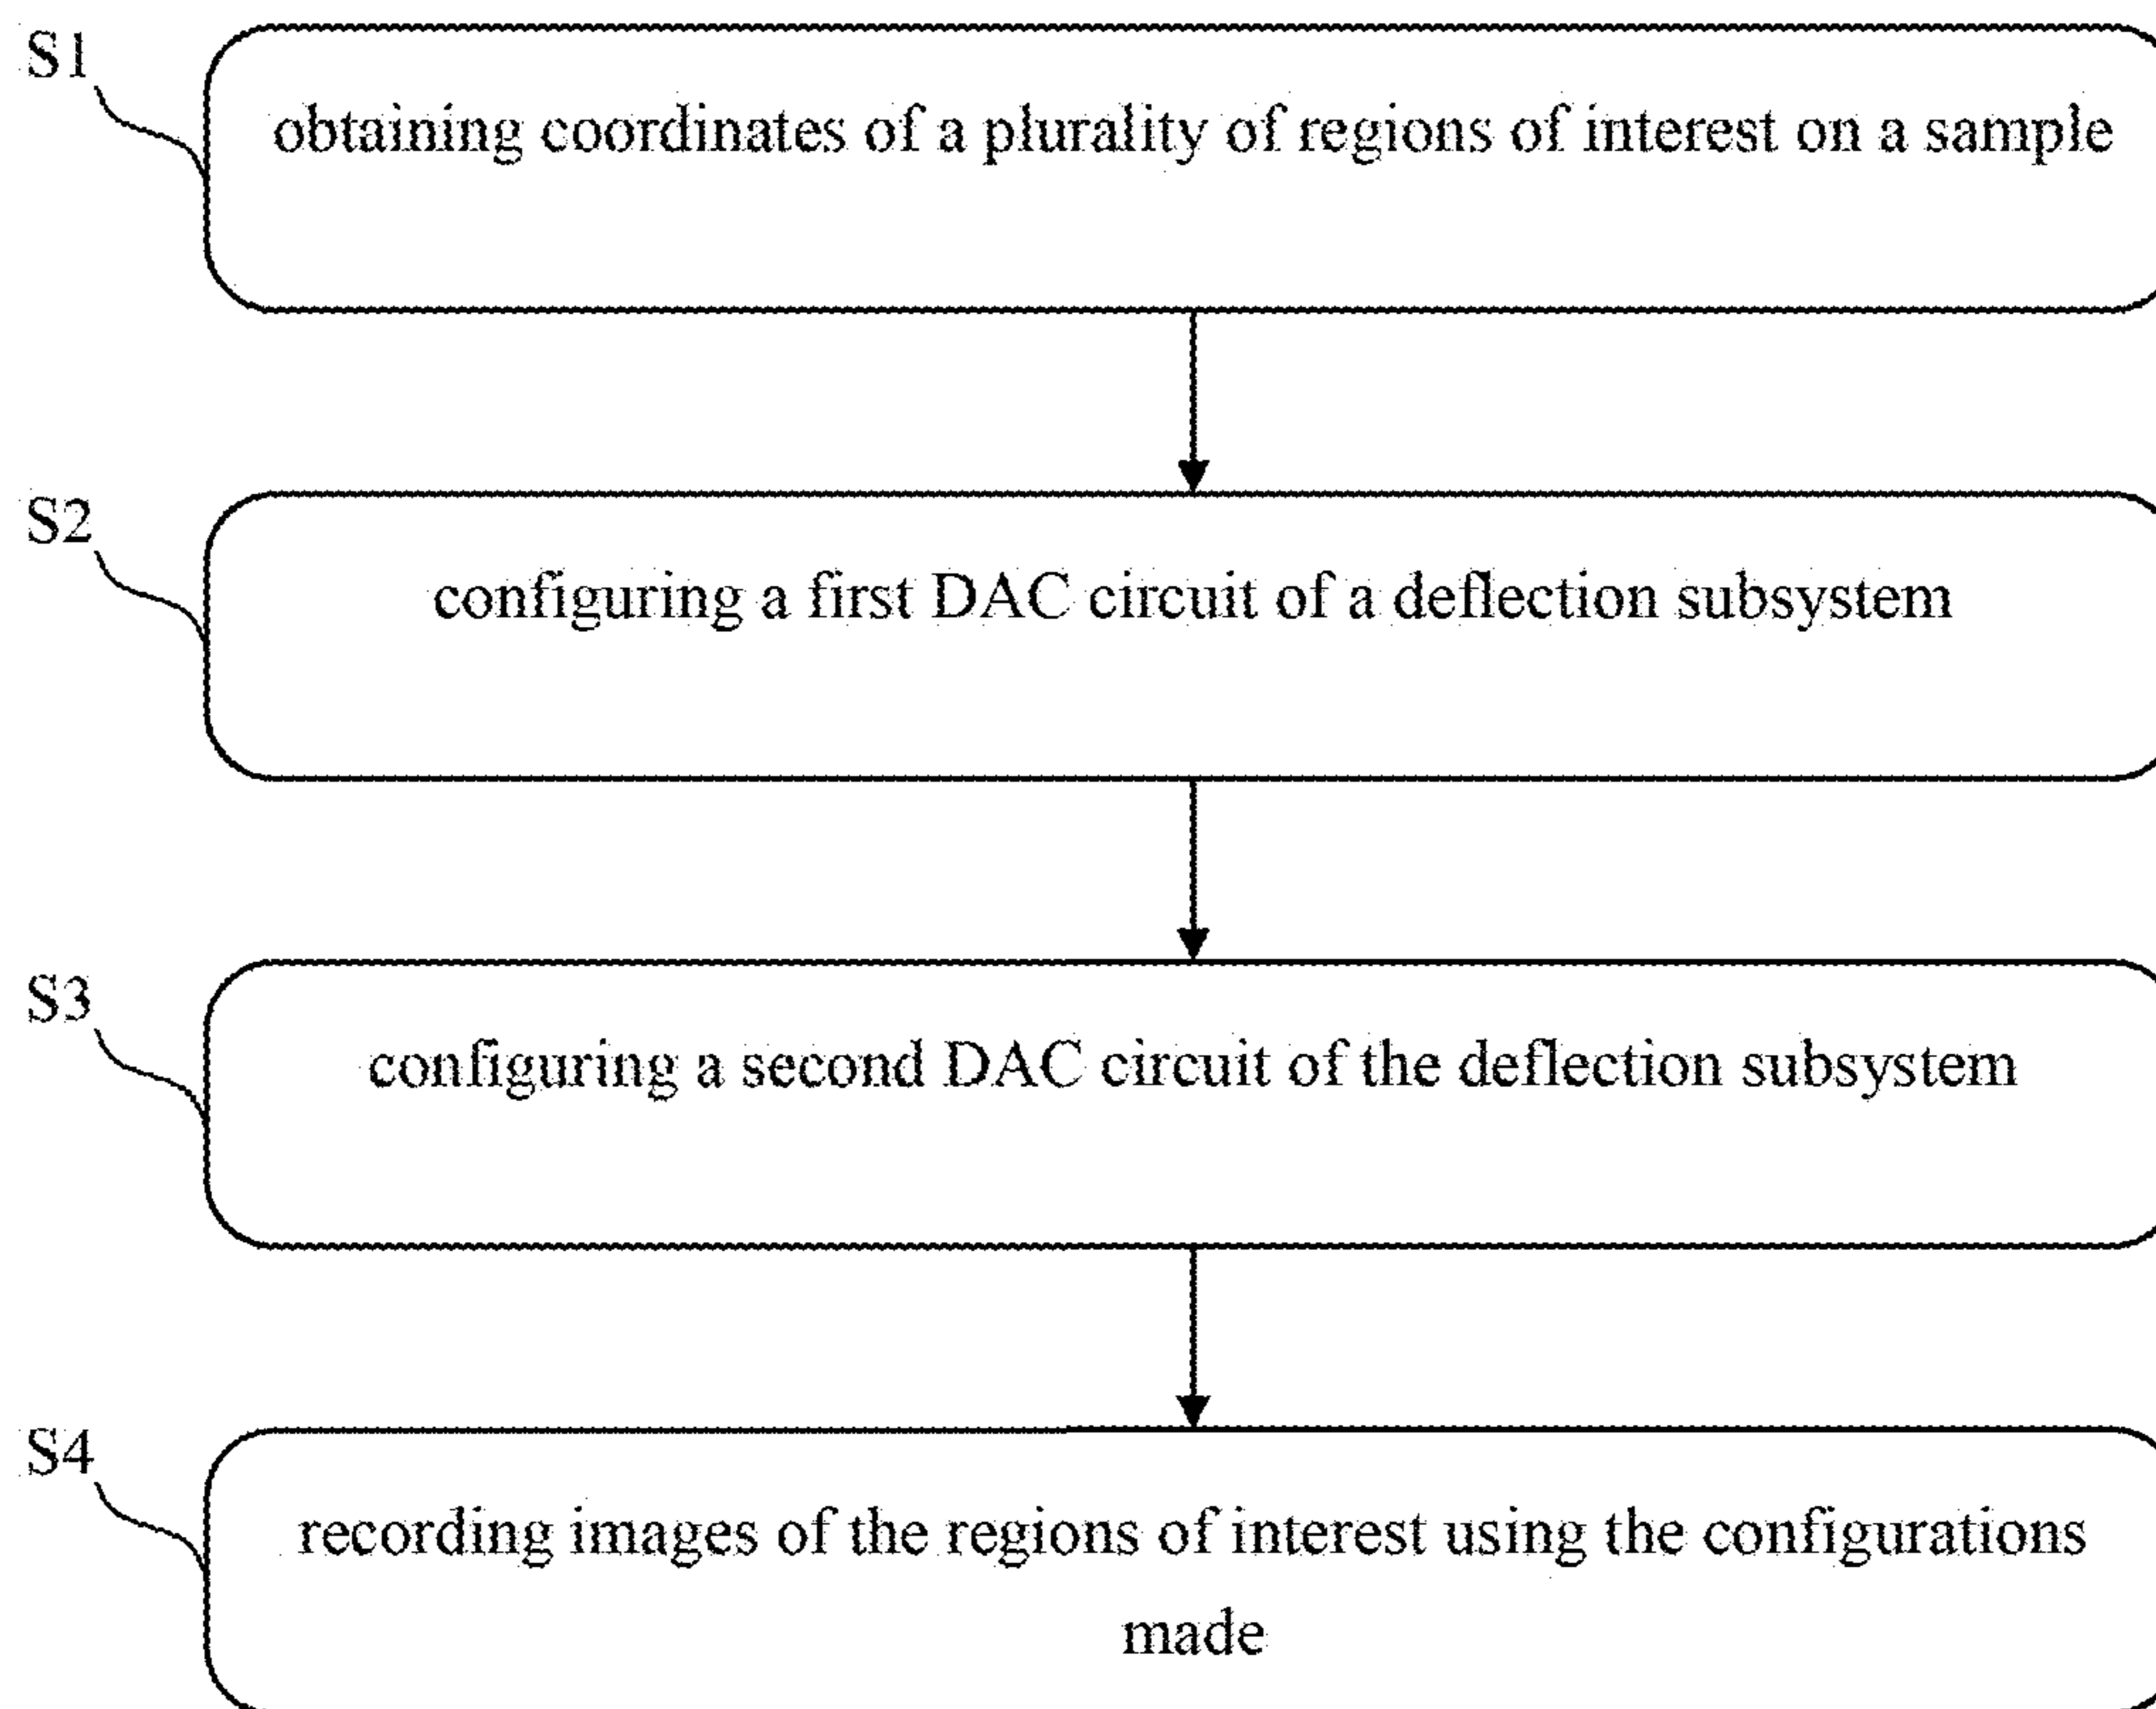 S1
obtaining coordinates of a plurality of regions of interest on a sample
S2
configuring a first DAC circuit of a deflection subsystem
S3
configuring a second DAC circuit of the deflection subsystem
S4
recording images of the regions of interest using the configurations
made